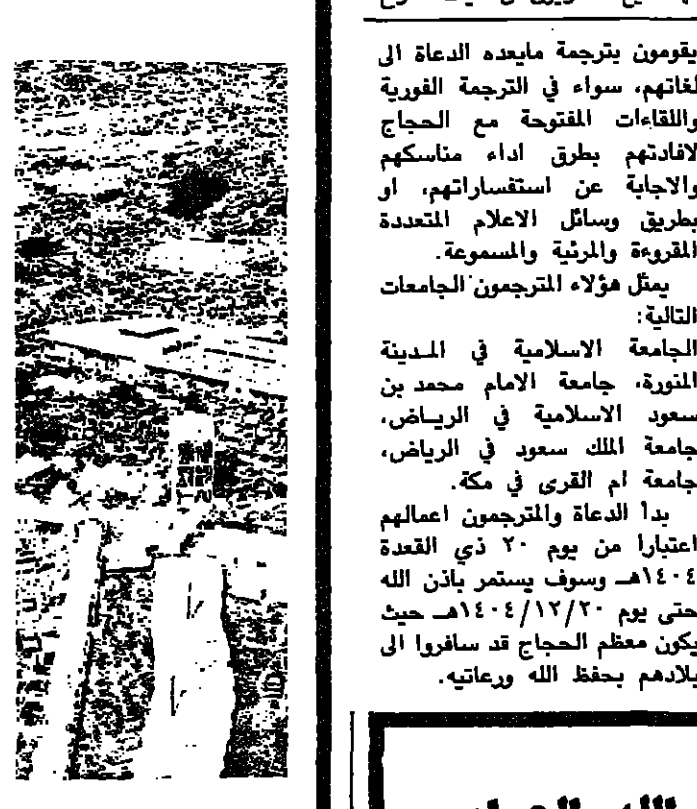 يقومون بترجمة مايعده الدعاة الى
لغاتهم، سواء في الترجمة الفورية
واللقاءات المفتوحة مع الحجاج
لافادتهم بطرق اداء مناسكهم
والاجابة عن استفساراتهم، او
بطريق وسائل الاعلام المتعددة
المقروءة والمرئية والمسموعة.
يمثل هؤلاء المترجمون الجامعات
التالية:
الجامعة الاسلامية في المدينة
المنورة، جامعة الامام محمد بن
سعود الاسلامية في الرياض،
جامعة الملك سعود في الرياض،
جامعة ام القرى في مكة.
بدأ الدعاة والمترجمون اعمالهم
اعتبارا من يوم ٢٠ ذي القعدة
١٤٠٤هـ وسوف يستمر باذن الله
حتى يوم ١٤٠٤/١٢/٢٠هـ حيث
يكون معظم الحجاج قد سافروا الى
بلادهم بحفظ الله ورعاتيه.